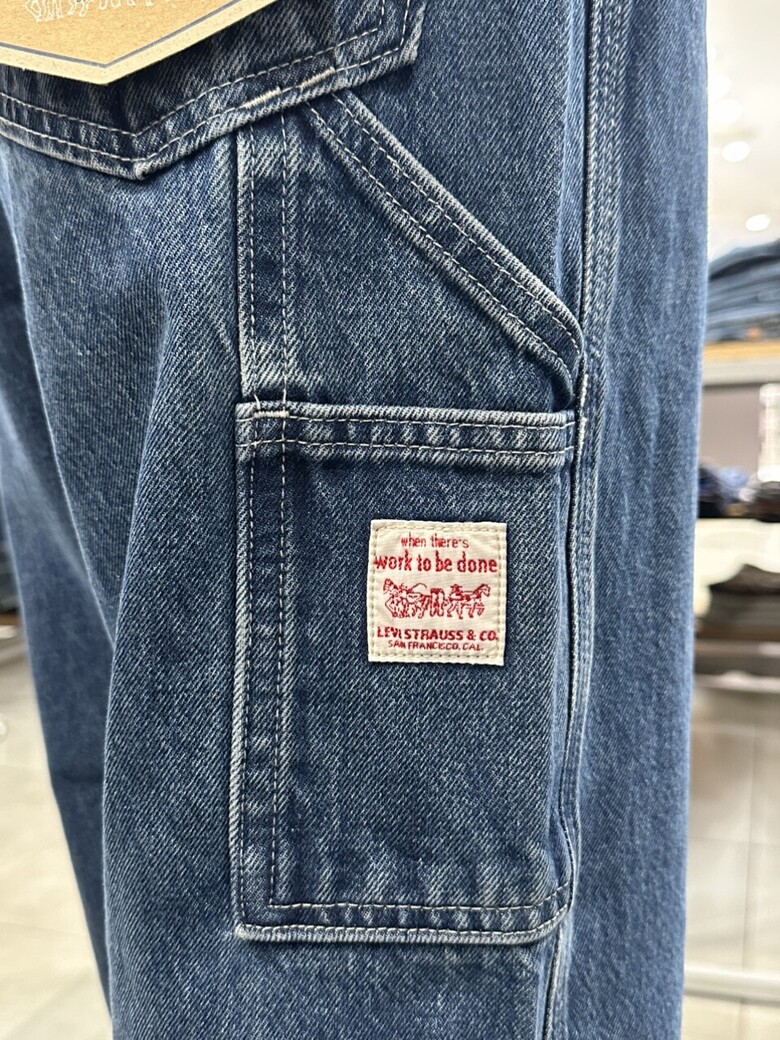 when there's
work to be done
LEVI STRAUSS & CO.
SAN FRANCISCO, CAL.